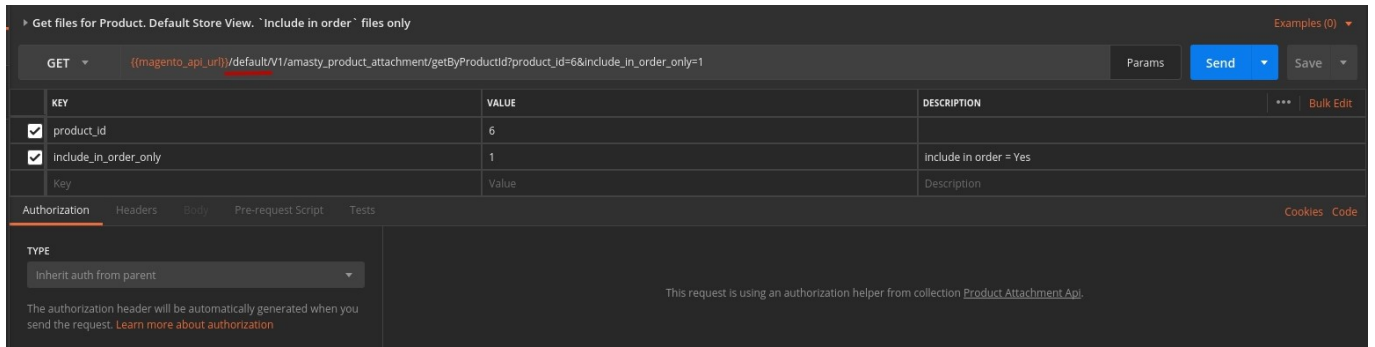 Get files for Product. Default Store View. `Include in order` files only
Examples (0)
GET {{magento_api_url}}/default/V1/amasty_product_attachment/getByProductId?product_id=6&include_in_order_only=1 Params Send Save
KEY VALUE DESCRIPTION ••• Bulk Edit
product_id 6
include_in_order_only 1 include in order = Yes
Key Value Description
Authorization Headers Body Pre-request Script Tests Cookies Code
TYPE
Inherit auth from parent
The authorization header will be automatically generated when you
send the request. Learn more about authorization
This request is using an authorization helper from collection Product Attachment Api.